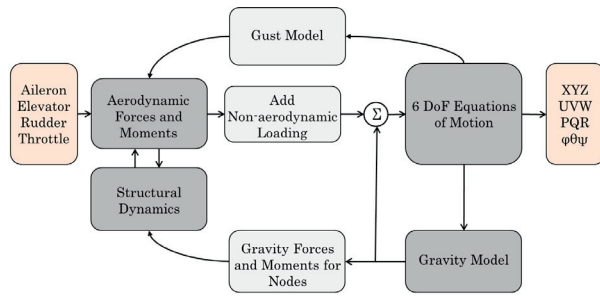 Gust Model
Aileron
Elevator
Rudder
Throttle
Aerodynamic
Forces and
Moments
Add
Non-aerodynamic
Loading
Σ
6 DoF Equations
of Motion
XYZ
UVW
PQR
φθψ
Structural
Dynamics
Gravity Forces
and Moments for
Nodes
Gravity Model